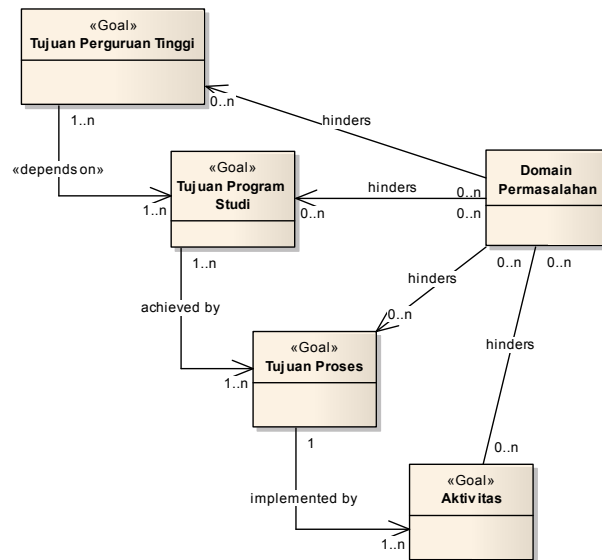 «Goal»
Tujuan Perguruan Tinggi
1..n
0..n
hinders
«depends on»
«Goal»
Tujuan Program
Studi
1..n
0..n
hinders
0..n
0..n
Domain
Permasalahan
1..n
0..n
0..n
hinders
achieved by
0..n
«Goal»
Tujuan Proses
1..n
hinders
1
0..n
implemented by
«Goal»
Aktivitas
1..n